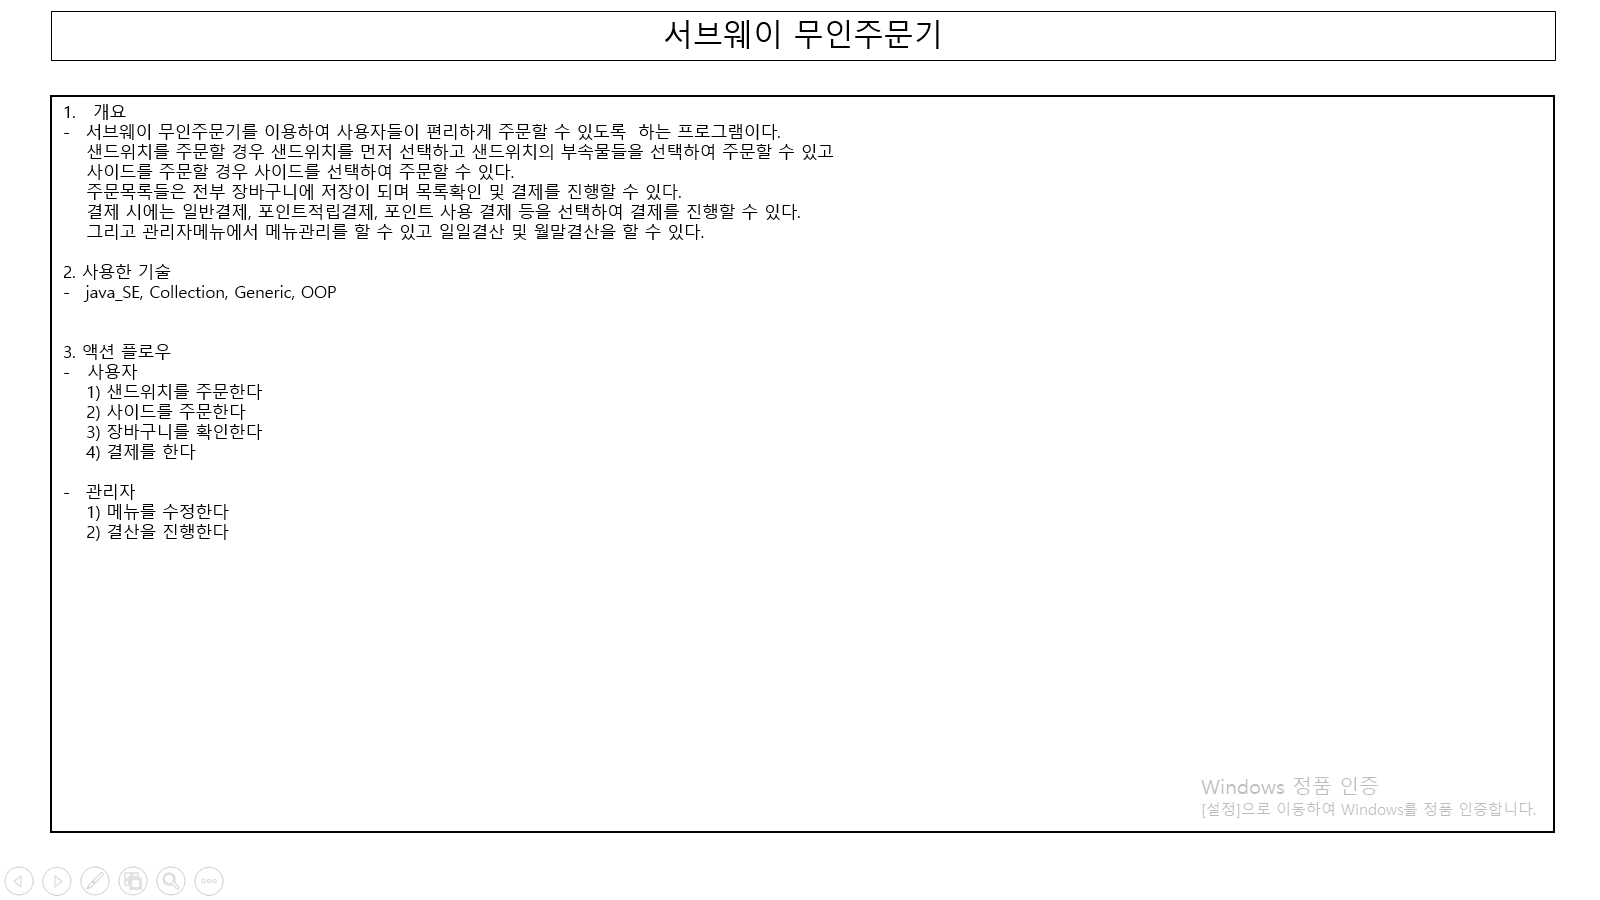 서브웨이 무인주문기
1. 개요
- 서브웨이 무인주문기를 이용하여 사용자들이 편리하게 주문할 수 있도록 하는 프로그램이다.
샌드위치를 주문할 경우 샌드위치를 먼저 선택하고 샌드위치의 부속물들을 선택하여 주문할 수 있고
사이드를 주문할 경우 사이드를 선택하여 주문할 수 있다.
주문목록들은 전부 장바구니에 저장이 되며 목록확인 및 결제를 진행할 수 있다.
결제 시에는 일반결제, 포인트적립결제, 포인트 사용 결제 등을 선택하여 결제를 진행할 수 있다.
그리고 관리자메뉴에서 메뉴관리를 할 수 있고 일일결산 및 월말결산을 할 수 있다.
2. 사용한 기술
- java_SE, Collection, Generic, OOP
3. 액션 플로우
- 사용자
1) 샌드위치를 주문한다
2) 사이드를 주문한다
3) 장바구니를 확인한다
4) 결제를 한다
- 관리자
1) 메뉴를 수정한다
2) 결산을 진행한다
Windows 정품 인증
[설정]으로 이동하여 Windows를 정품 인증합니다.